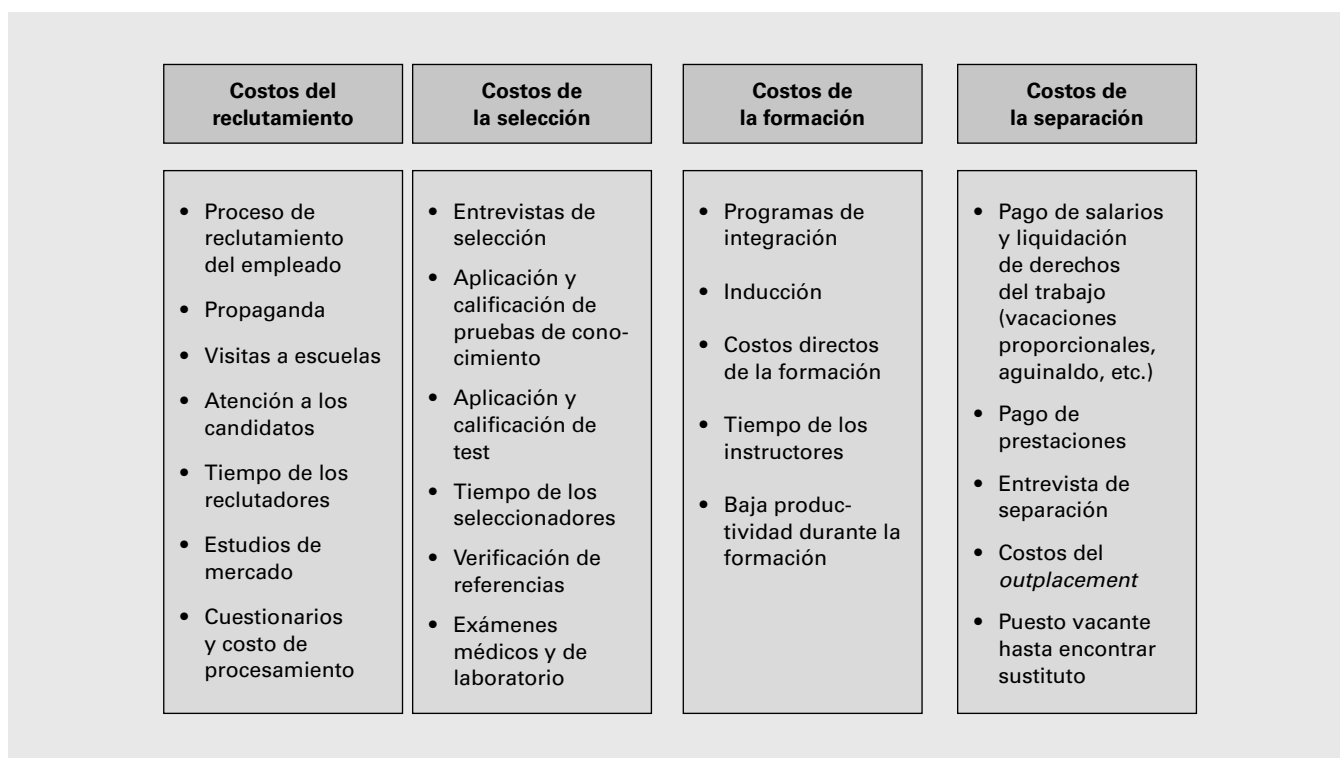 Costos del
reclutamiento
Costos de
la selección
Costos de
la formación
Costos de
la separación
• Proceso de
reclutamiento
del empleado
• Propaganda
• Visitas a escuelas
• Atención a los
candidatos
• Tiempo de los
reclutadores
• Estudios de
mercado
• Cuestionarios
y costo de
procesamiento
• Entrevistas de
selección
• Aplicación y
calificación de
pruebas de cono-
cimiento
• Aplicación y
calificación de
test
• Tiempo de los
seleccionadores
• Verificación de
referencias
• Exámenes
médicos y de
laboratorio
• Programas de
integración
• Inducción
• Costos directos
de la formación
• Tiempo de los
instructores
• Baja produc-
tividad durante la
formación
• Pago de salarios
y liquidación
de derechos
del trabajo
(vacaciones
proporcionales,
aguinaldo, etc.)
• Pago de
prestaciones
• Entrevista de
separación
• Costos del
outplacement
• Puesto vacante
hasta encontrar
sustituto